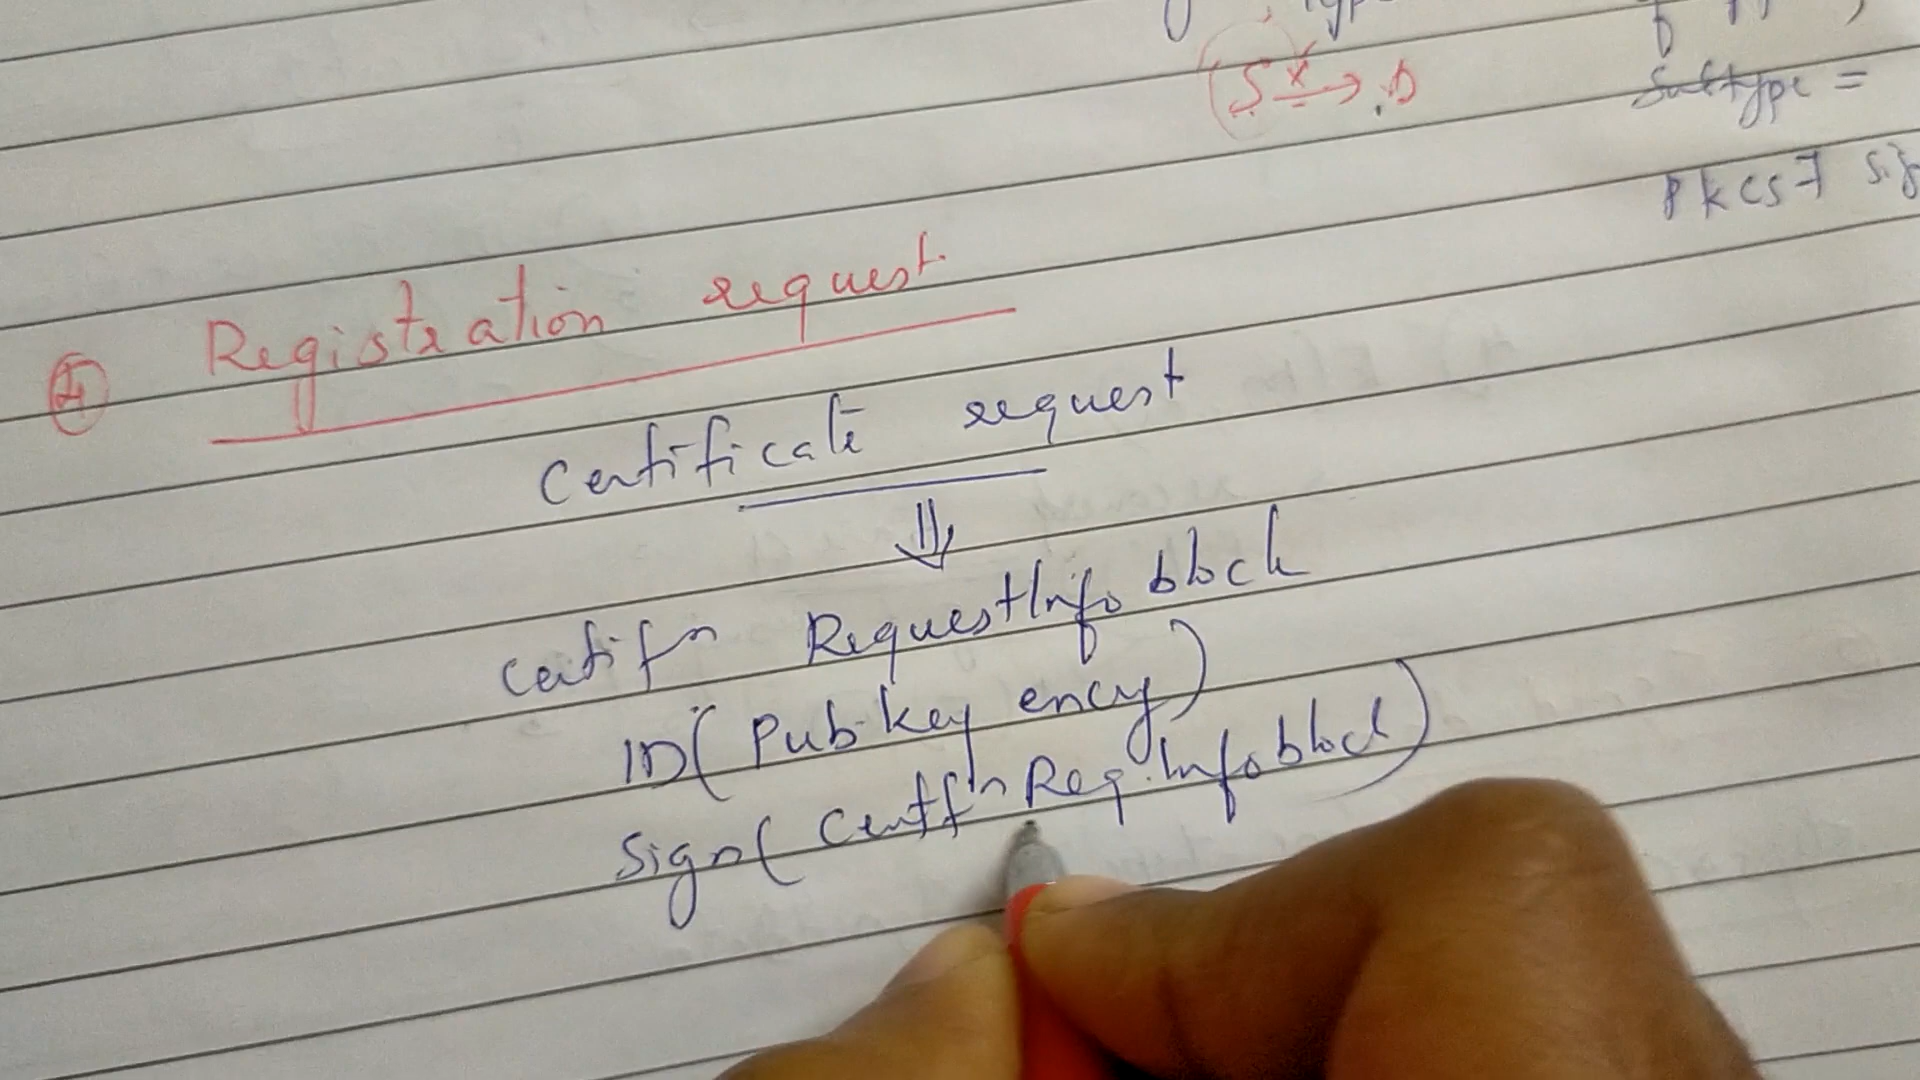 (S x→ D
Subtype =
PKCS7 Sig
④ Registration request.
Certificate request
⇓
Certifn RequestInfo block
ID( Pub-key ency)
Sign( Certfn Req.Info block)